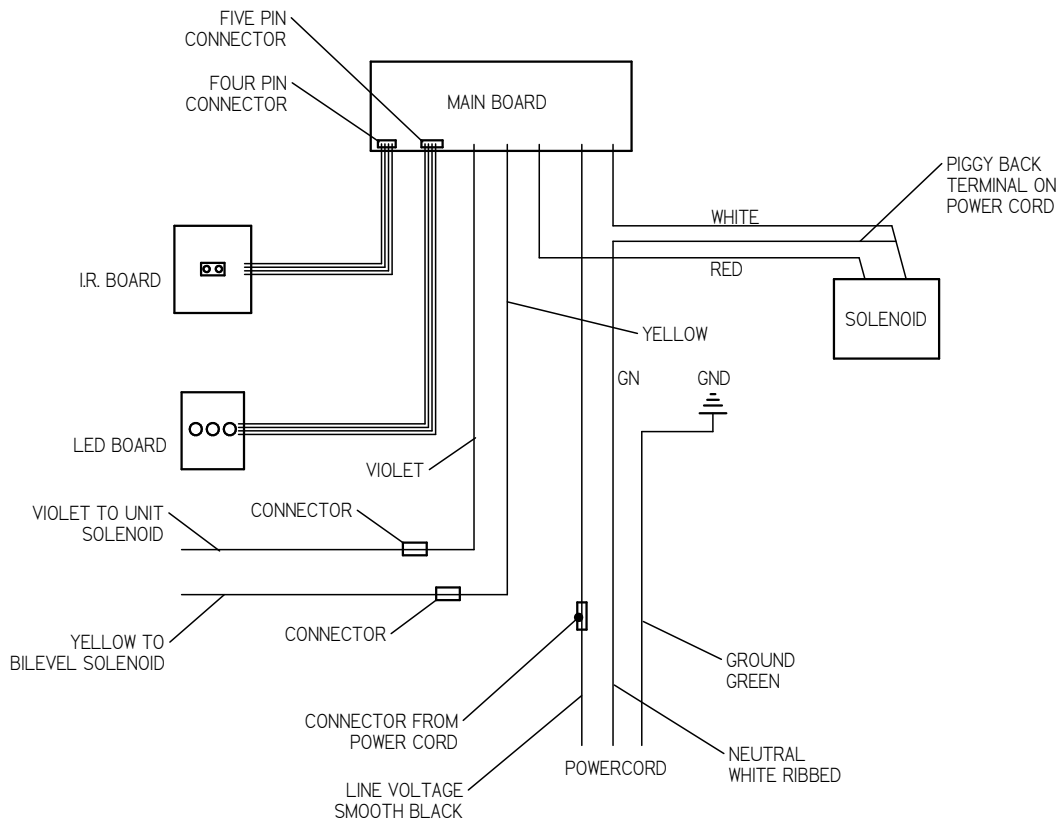 FIVE PIN
CONNECTOR
FOUR PIN
CONNECTOR
MAIN BOARD
PIGGY BACK
TERMINAL ON
POWER CORD
WHITE
RED
I.R. BOARD
SOLENOID
YELLOW
GN
GND
LED BOARD
VIOLET
VIOLET TO UNIT
SOLENOID
CONNECTOR
CONNECTOR
YELLOW TO
BILEVEL SOLENOID
GROUND
GREEN
CONNECTOR FROM
POWER CORD
POWERCORD
NEUTRAL
WHITE RIBBED
LINE VOLTAGE
SMOOTH BLACK